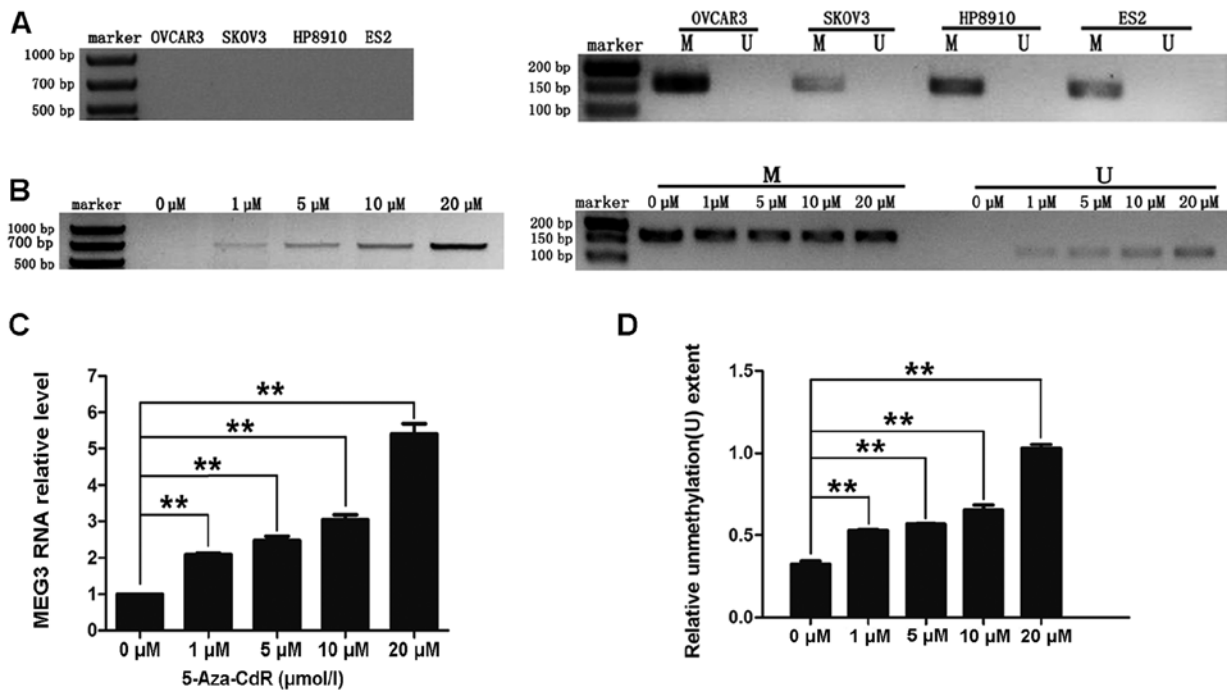 A
marker OVCAR3 SKOV3 HP8910 ES2
1000 bp
700 bp
500 bp
OVCAR3 SKOV3 HP8910 ES2
marker M U M U M U M U
200 bp
150 bp
100 bp
B
marker 0 μM 1 μM 5 μM 10 μM 20 μM
1000 bp
700 bp
500 bp
M U
marker 0 μM 1μM 5 μM 10 μM 20 μM 0 μM 1 μM 5 μM 10 μM 20 μM
200 bp
150 bp
100 bp
C
MEG3 RNA relative level
7
6
5
4
3
2
1
0
**
**
**
**
0 μM 1 μM 5 μM 10 μM 20 μM
5-Aza-CdR (μmol/l)
D
Relative unmethylation(U) extent
1.5
1.0
0.5
0.0
**
**
**
**
0 μM 1 μM 5 μM 10 μM 20 μM